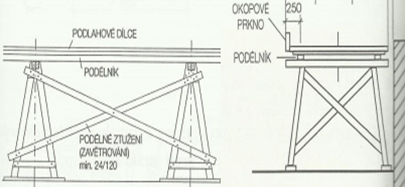 PODLAHOVÉ DÍLCE
PODÉLNÍK
PODÉLNÉ ZTUŽENÍ
(ZAVĚTROVÁNÍ)
min. 24/120
OKOPOVÉ
PRKNO
250
PODÉLNÍK